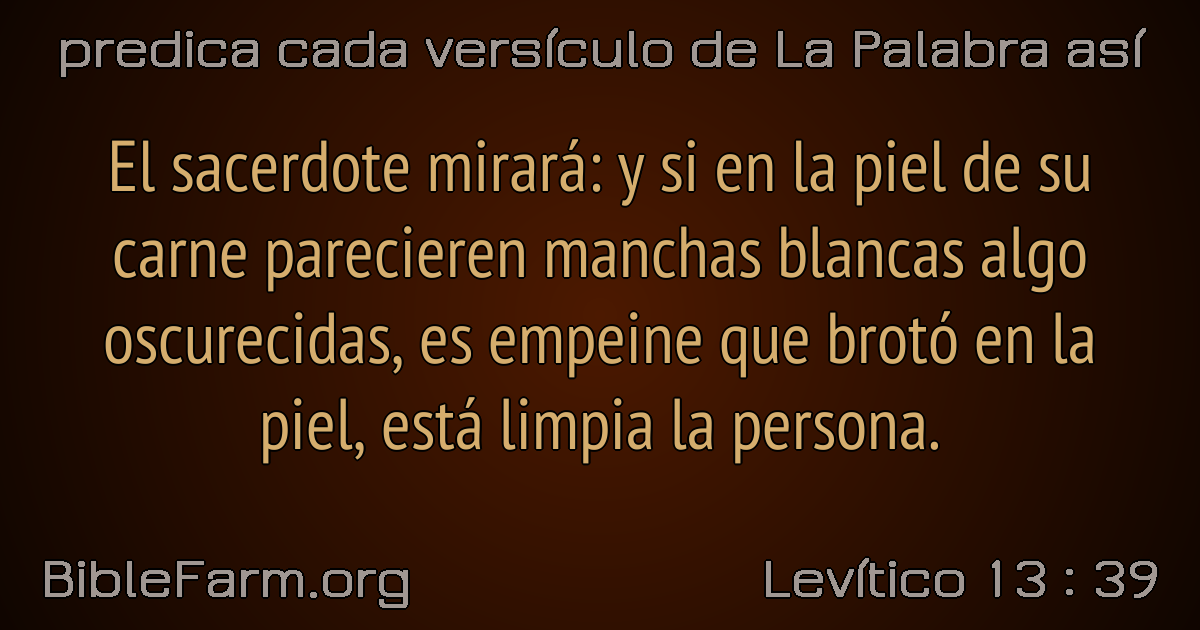 predica cada versículo de La Palabra así
El sacerdote mirará: y si en la piel de su
carne parecieren manchas blancas algo
oscurecidas, es empeine que brotó en la
piel, está limpia la persona.
BibleFarm.org
Levítico 13 : 39